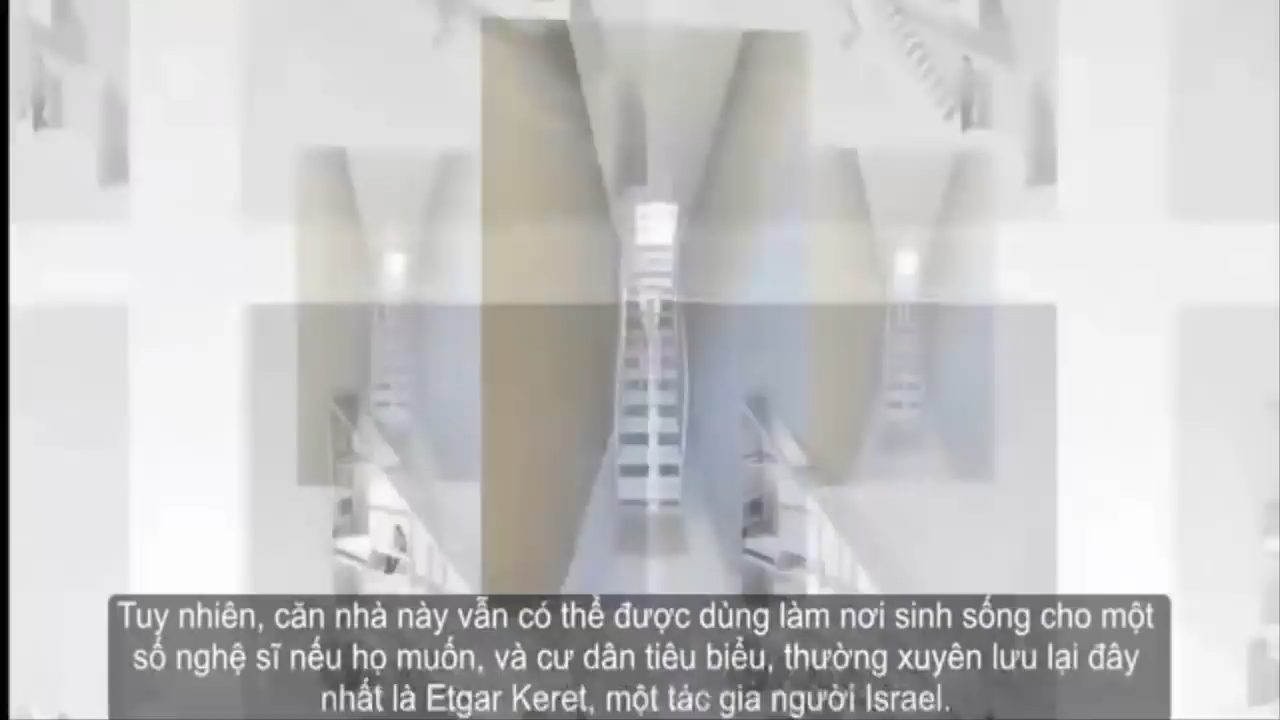 Tuy nhiên, căn nhà này vẫn có thể được dùng làm nơi sinh sống cho một
số nghệ sĩ nếu họ muốn, và cư dân tiêu biểu, thường xuyên lưu lại đây
nhất là Etgar Keret, một tác gia người Israel.